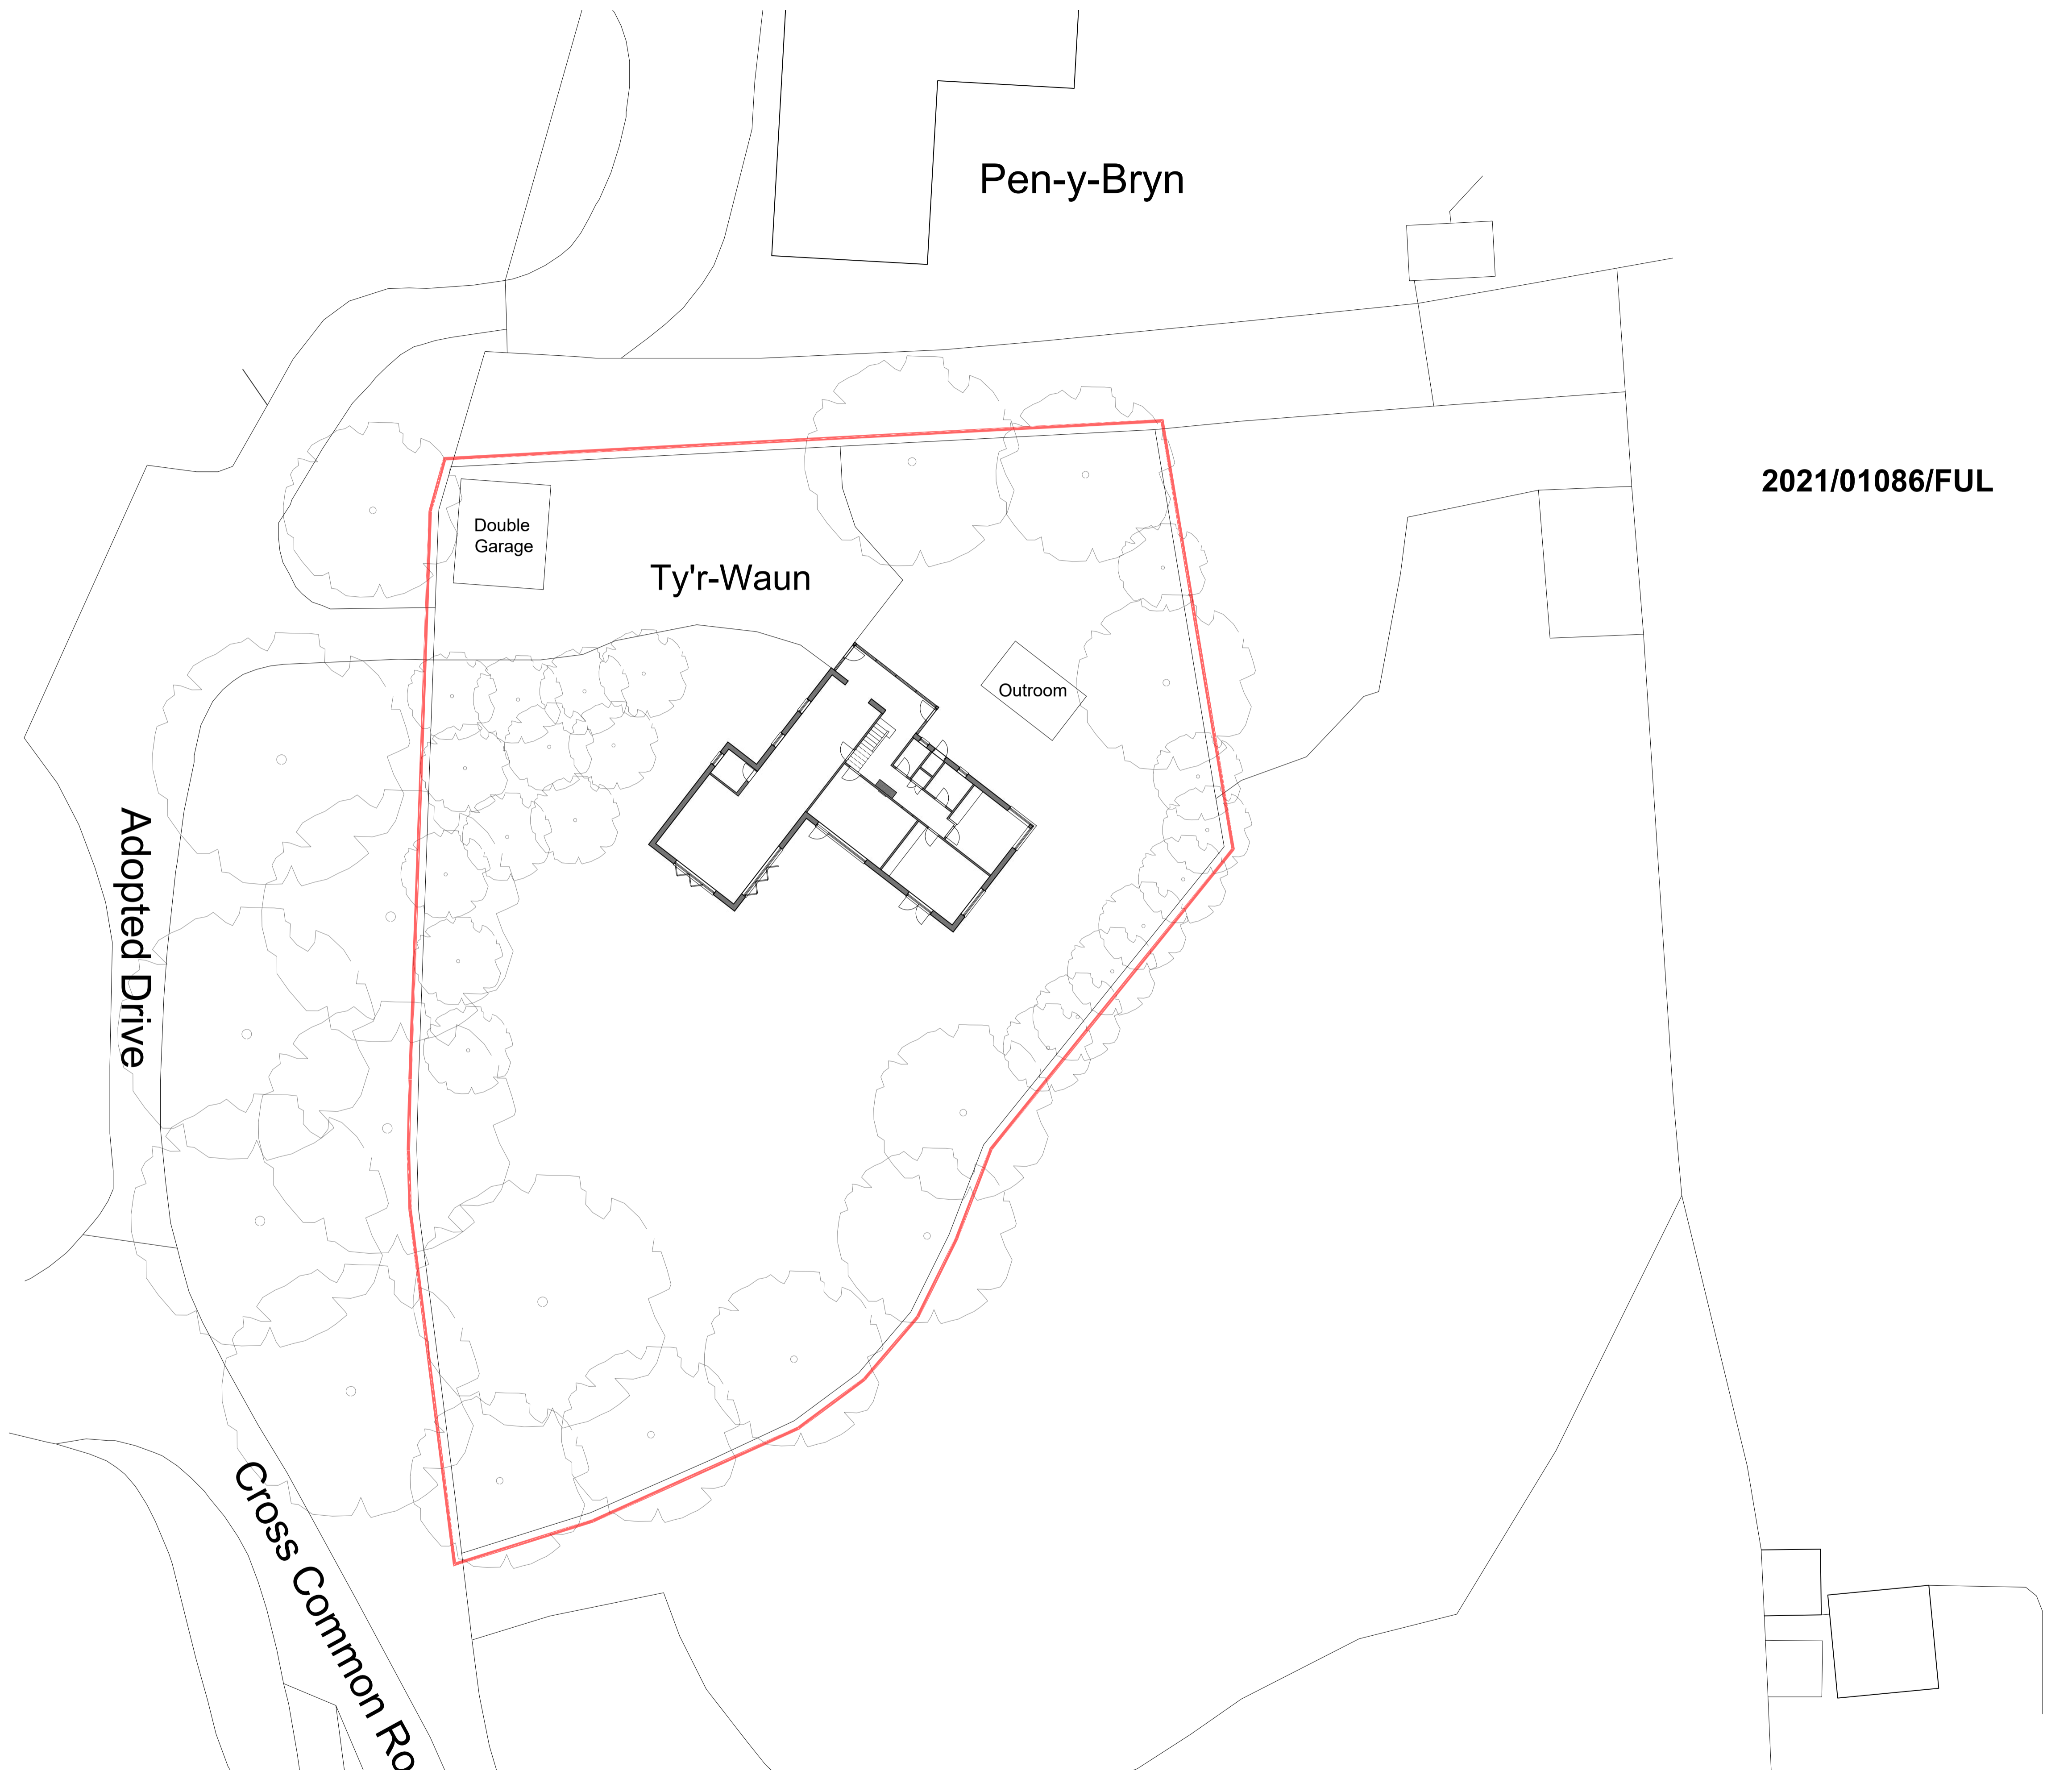 Pen-y-Bryn
2021/01086/FUL
Double
Garage
Ty'r-Waun
Outroom
Adopted Drive
Cross Common Ro